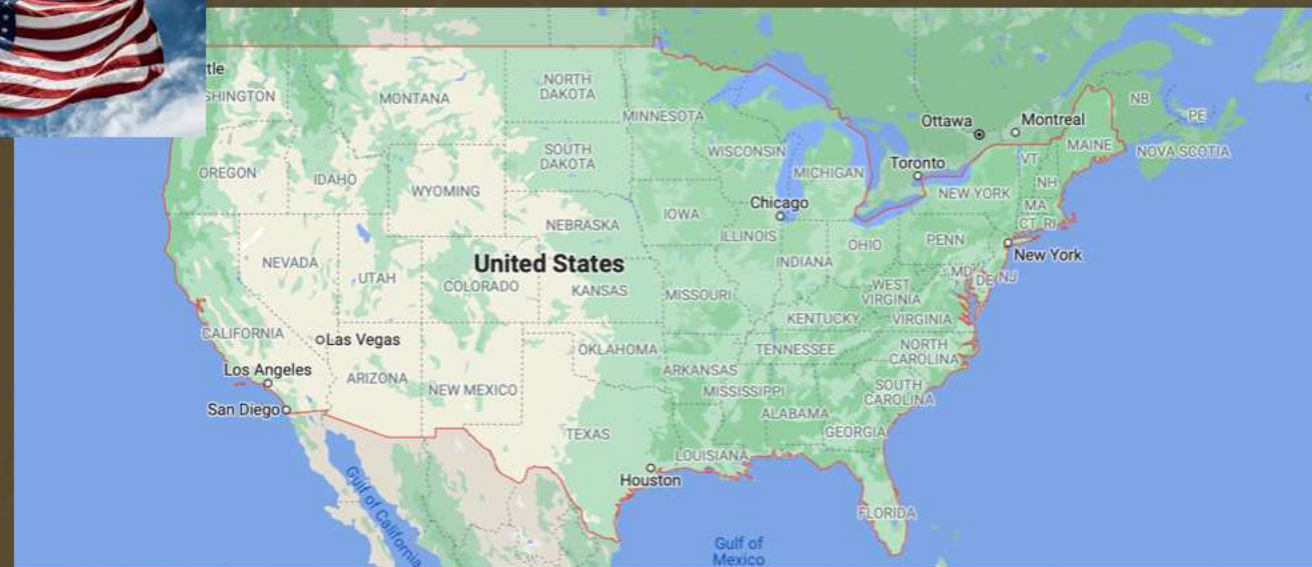 tle
SHINGTON
MONTANA
NORTH
DAKOTA
MINNESOTA
Ottawa
Montreal
NB
PE
OREGON
IDAHO
WYOMING
SOUTH
DAKOTA
WISCONSIN
MICHIGAN
Toronto
VT
MAINE
NOVA SCOTIA
NEBRASKA
IOWA
Chicago
NEW YORK
NH
MA
CT
RI
NEVADA
UTAH
COLORADO
United States
KANSAS
MISSOURI
ILLINOIS
INDIANA
OHIO
PENN
New York
WEST
VIRGINIA
MD
DE
NJ
CALIFORNIA
Las Vegas
OKLAHOMA
KENTUCKY
VIRGINIA
Los Angeles
ARIZONA
NEW MEXICO
ARKANSAS
TENNESSEE
NORTH
CAROLINA
San Diego
MISSISSIPPI
SOUTH
CAROLINA
TEXAS
ALABAMA
GEORGIA
Houston
LOUISIANA
Gulf of California
FLORIDA
Gulf of
Mexico